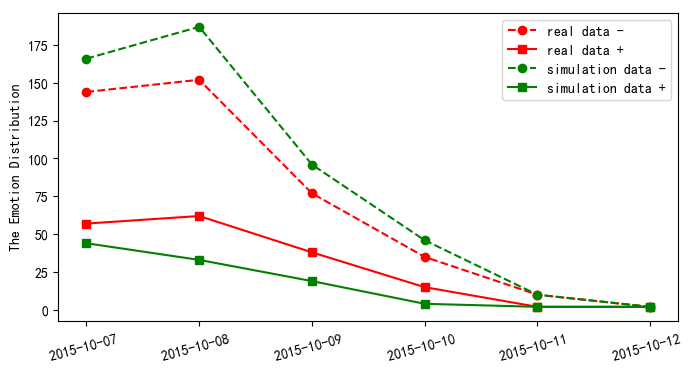 real data −
real data +
simulation data −
simulation data +
The Emotion Distribution
175
150
125
100
75
50
25
0
2015-10-07
2015-10-08
2015-10-09
2015-10-10
2015-10-11
2015-10-12